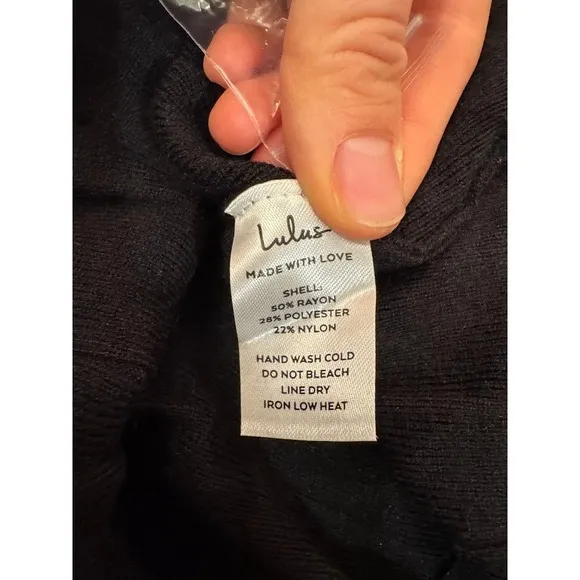 Lulus
MADE WITH LOVE
SHELL:
50% RAYON
28% POLYESTER
22% NYLON
HAND WASH COLD
DO NOT BLEACH
LINE DRY
IRON LOW HEAT